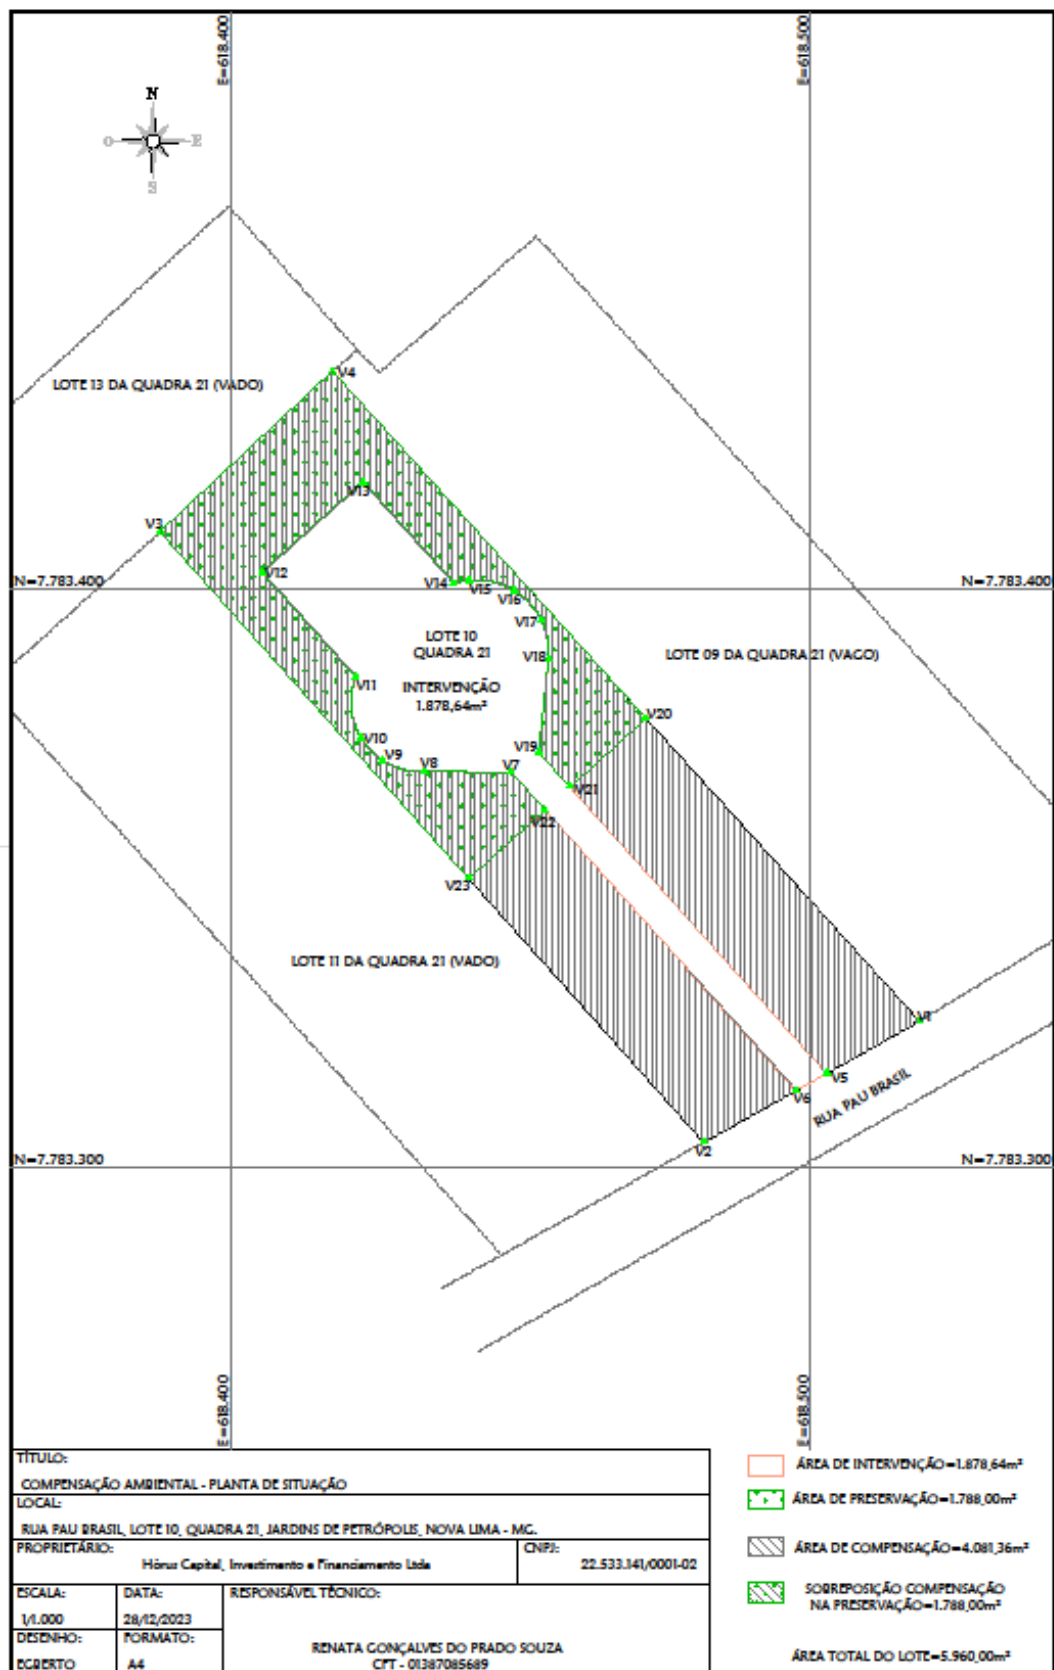 E=618.400
E=618.500
N
O
E
S
V4
LOTE 13 DA QUADRA 21 (VADO)
V13
V3
V12
N=7.783.400
N=7.783.400
V14
V15
V16
V17
LOTE 10
QUADRA 21
V18
LOTE 09 DA QUADRA 21 (VAGO)
INTERVENÇÃO
1.878,64m²
V11
V20
V10
V9
V8
V7
V19
V21
V22
V23
LOTE 11 DA QUADRA 21 (VADO)
V1
V5
V6
RUA PAU BRASIL
V2
N=7.783.300
N=7.783.300
E=618.400
E=618.500
TÍTULO:
COMPENSAÇÃO AMBIENTAL - PLANTA DE SITUAÇÃO
LOCAL:
RUA PAU BRASIL, LOTE 10, QUADRA 21, JARDINS DE PETRÓPOLIS, NOVA LIMA - MG.
PROPRIETÁRIO:
Hórus Capital, Investimento e Financiamento Ltda
CNPJ:
22.533.141/0001-02
ESCALA:
1/1.000
DATA:
28/12/2023
RESPONSÁVEL TÉCNICO:
DESENHO:
EGBERTO
FORMATO:
A4
RENATA GONÇALVES DO PRADO SOUZA
CFT - 01387085689
ÁREA DE INTERVENÇÃO=1.878,64m²
ÁREA DE PRESERVAÇÃO=1.788,00m²
ÁREA DE COMPENSAÇÃO=4.081,36m²
SOBREPOSIÇÃO COMPENSAÇÃO
NA PRESERVAÇÃO=1.788,00m²
ÁREA TOTAL DO LOTE=5.960,00m²